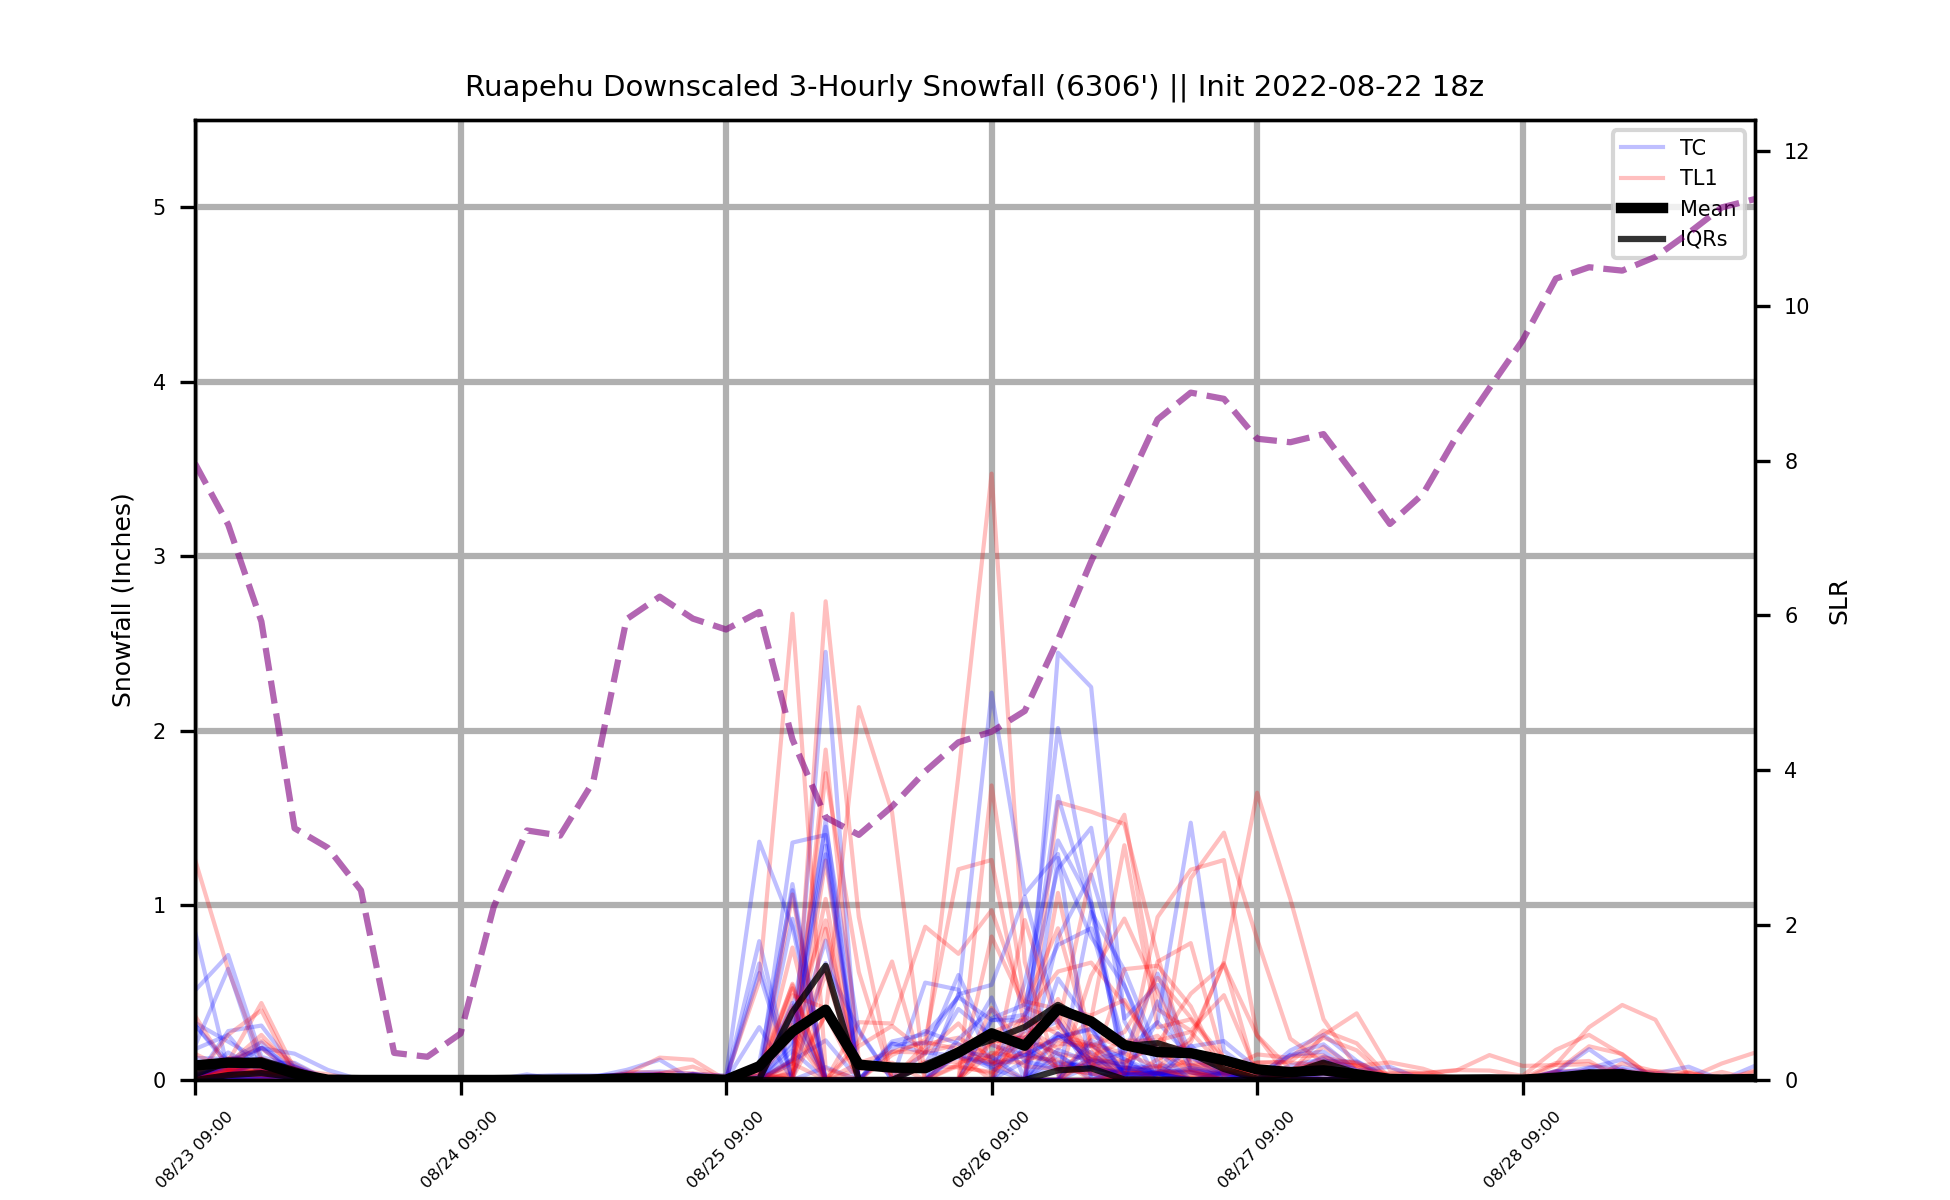 Ruapehu Downscaled 3-Hourly Snowfall (6306') || Init 2022-08-22 18z
TC
TL1
Mean
IQRs
Snowfall (Inches)
5
4
3
2
1
0
12
10
8
6
4
2
0
SLR
08/23 09:00
08/24 09:00
08/25 09:00
08/26 09:00
08/27 09:00
08/28 09:00